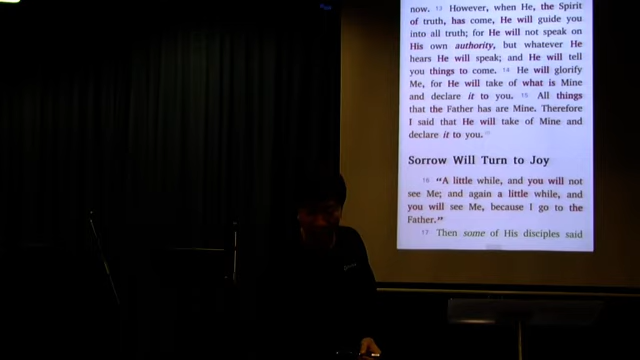 now. 13 However, when He, the Spirit
of truth, has come, He will guide you
into all truth; for He will not speak on
His own authority, but whatever He
hears He will speak; and He will tell
you things to come. 14 He will glorify
Me, for He will take of what is Mine
and declare it to you. 15 All things
that the Father has are Mine. Therefore
I said that He will take of Mine and
declare it to you.
Sorrow Will Turn to Joy
16 “A little while, and you will not
see Me; and again a little while, and
you will see Me, because I go to the
Father.”
17 Then some of His disciples said